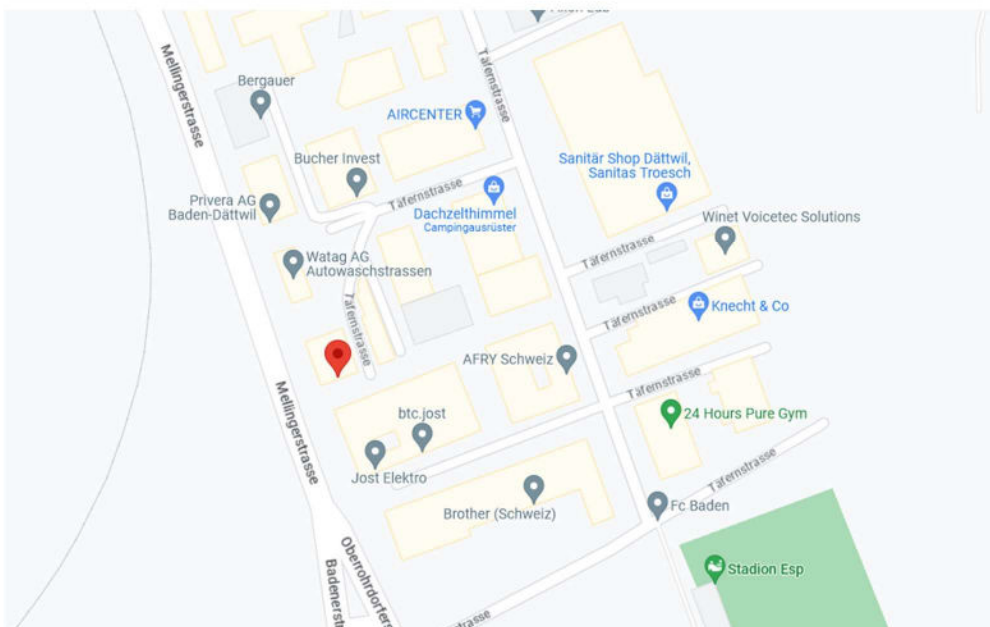 Mellingerstrasse
Täfernstrasse
Bergauer
AIRCENTER
Bucher Invest
Sanitär Shop Dättwil,
Sanitas Troesch
Täfernstrasse
Privera AG
Baden-Dättwil
Dachzelthimmel
Campingausrüster
Winet Voicetec Solutions
Täfernstrasse
Watag AG
Autowaschstrassen
Täfernstrasse
Täfernstrasse
Knecht & Co
AFRY Schweiz
Täfernstrasse
Mellingerstrasse
btc.jost
24 Hours Pure Gym
Jost Elektro
Täfernstrasse
Brother (Schweiz)
Fc Baden
Stadion Esp